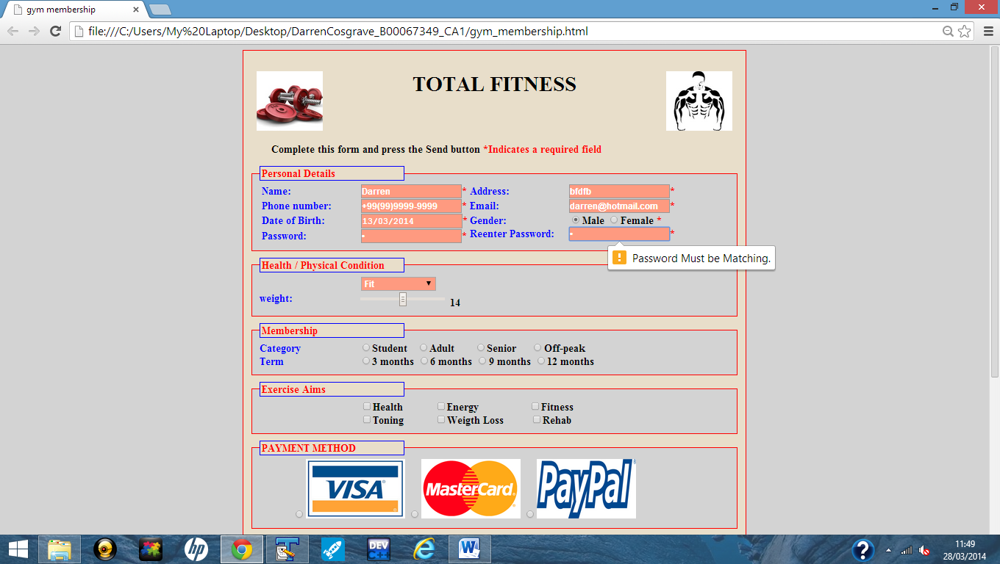 gym membership
file:///C:/Users/My%20Laptop/Desktop/DarrenCosgrave_B00067349_CA1/gym_membership.html
TOTAL FITNESS
Complete this form and press the Send button *Indicates a required field
Personal Details
Name: Darren * Address: bfdfb *
Phone number: +99(99)9999-9999 * Email: darren@hotmail.com *
Date of Birth: 13/03/2014 * Gender: Male Female *
Password: • * Reenter Password: • *
Password Must be Matching.
Health / Physical Condition
Fit
weight: 14
Membership
Category Student Adult Senior Off-peak
Term 3 months 6 months 9 months 12 months
Exercise Aims
Health Energy Fitness
Toning Weigth Loss Rehab
PAYMENT METHOD
VISA MasterCard PayPal
hp DEV
11:49
28/03/2014